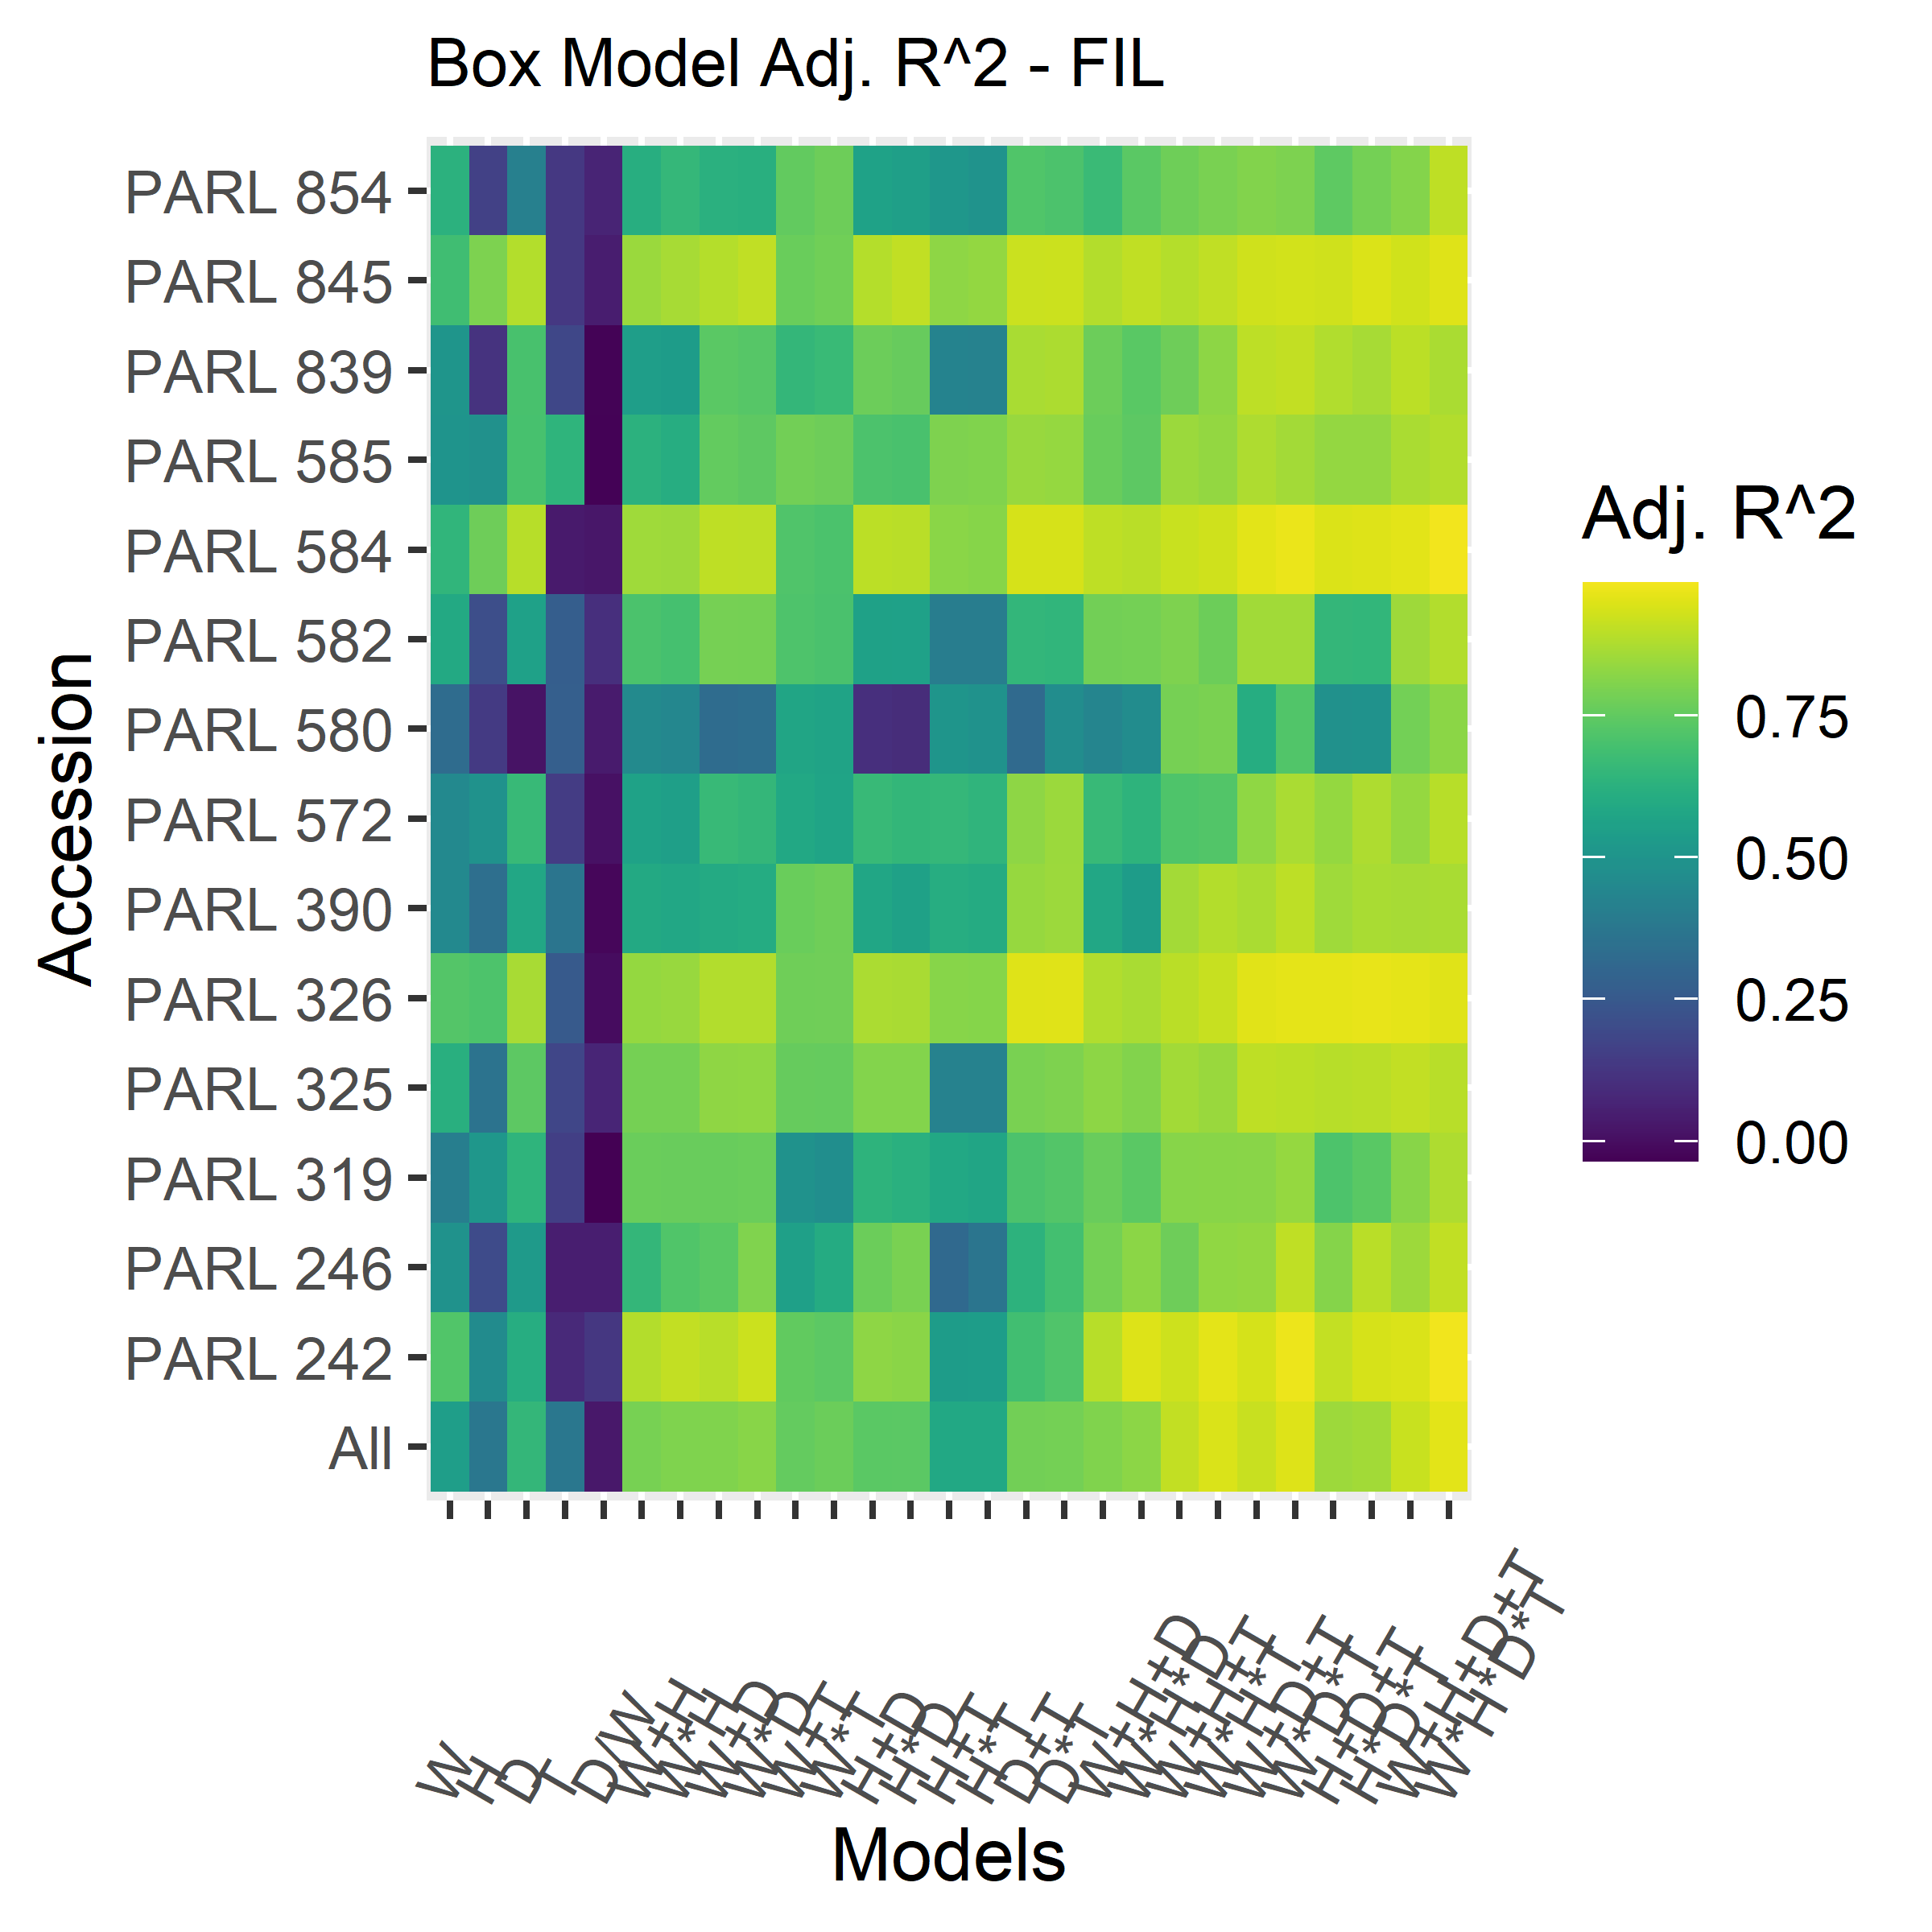 Box Model Adj. R^2 - FIL
Accession
PARL 854
PARL 845
PARL 839
PARL 585
PARL 584
PARL 582
PARL 580
PARL 572
PARL 390
PARL 326
PARL 325
PARL 319
PARL 246
PARL 242
All
W
H
D
T
D/W
W+H
W*H
W+D
W*D
W+T
W*T
H+D
H*D
H+T
H*T
D+T
D*T
W+H+D
W*H*D
W+H+T
W*H*T
W+D+T
W*D*T
H+D+T
H*D*T
W+H+D+T
W*H*D*T
Models
Adj. R^2
0.75
0.50
0.25
0.00